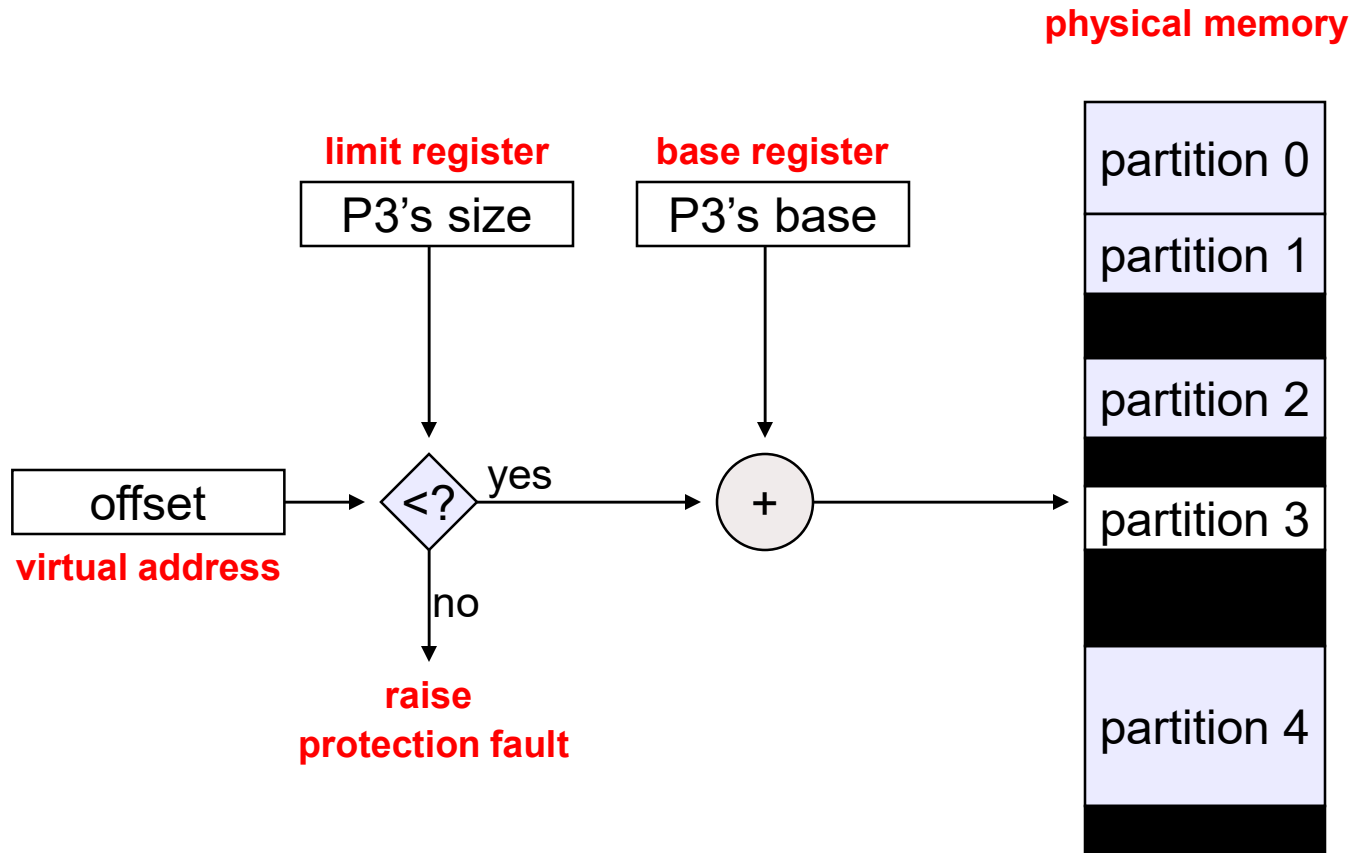 physical memory
limit register
base register
P3’s size
P3’s base
partition 0
partition 1
partition 2
offset
<?
yes
+
partition 3
virtual address
no
raise
protection fault
partition 4